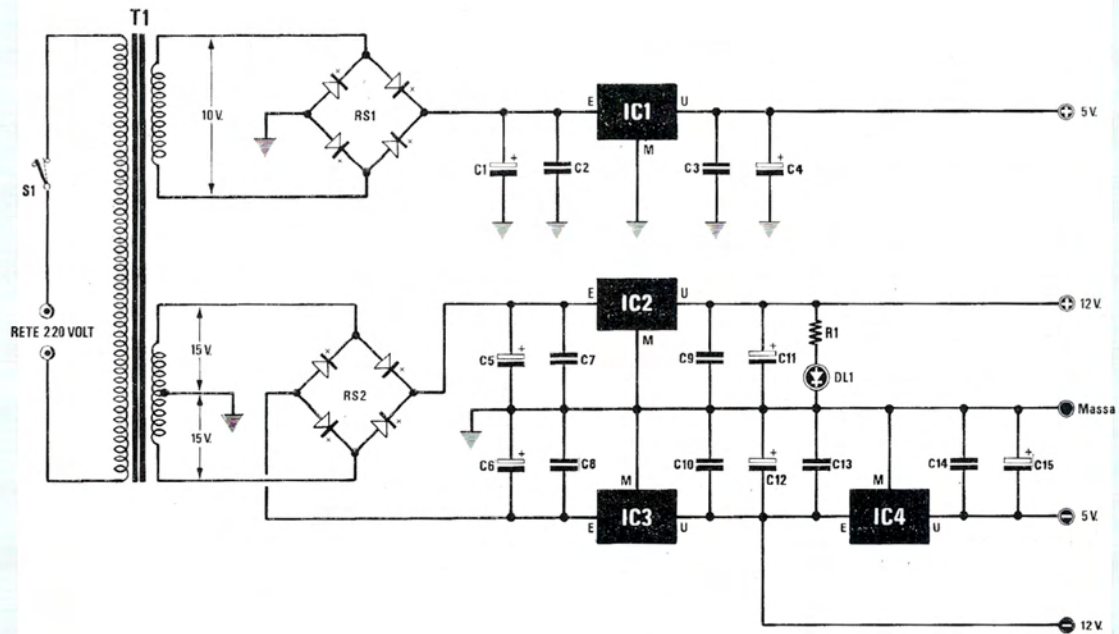 T1
S1
RETE 220 VOLT
10 V.
RS1
C1
+
C2
E
IC1
U
M
C3
+
C4
+
5 V.
15 V.
15 V.
RS2
C5
+
C7
E
IC2
U
M
C9
+
C11
R1
DL1
+
12 V.
Massa
C6
+
C8
M
E
IC3
U
C10
+
C12
C13
M
E
IC4
U
C14
+
C15
-
5 V.
-
12 V.